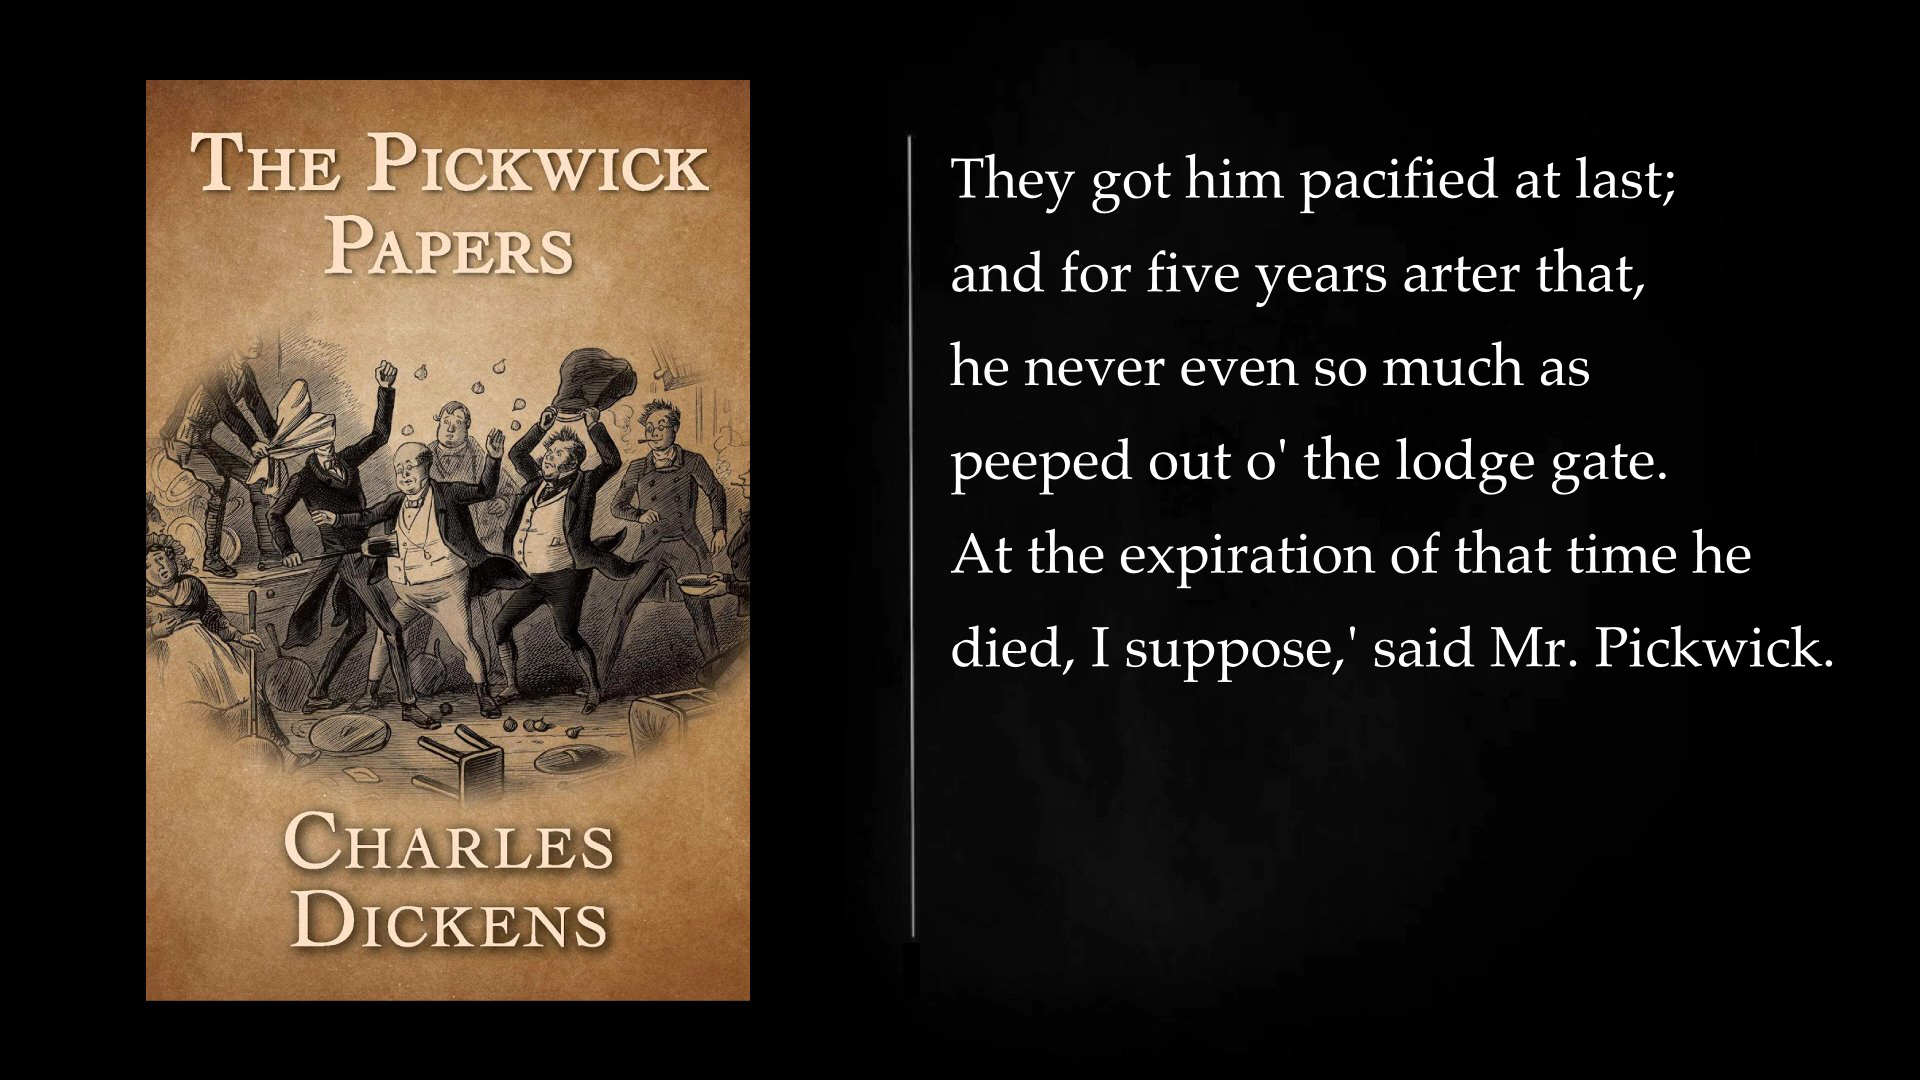 The Pickwick
Papers
Charles
Dickens
They got him pacified at last;
and for five years arter that,
he never even so much as
peeped out o' the lodge gate.
At the expiration of that time he
died, I suppose,' said Mr. Pickwick.